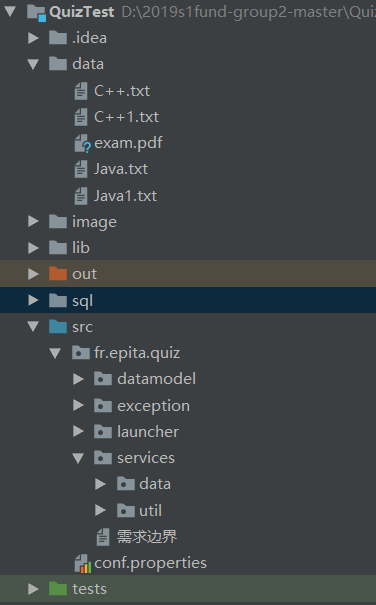 QuizTest D:\2019s1fund-group2-master\Qui
.idea
data
C++.txt
C++1.txt
exam.pdf
Java.txt
Java1.txt
image
lib
out
sql
src
fr.epita.quiz
datamodel
exception
launcher
services
data
util
需求边界
conf.properties
tests